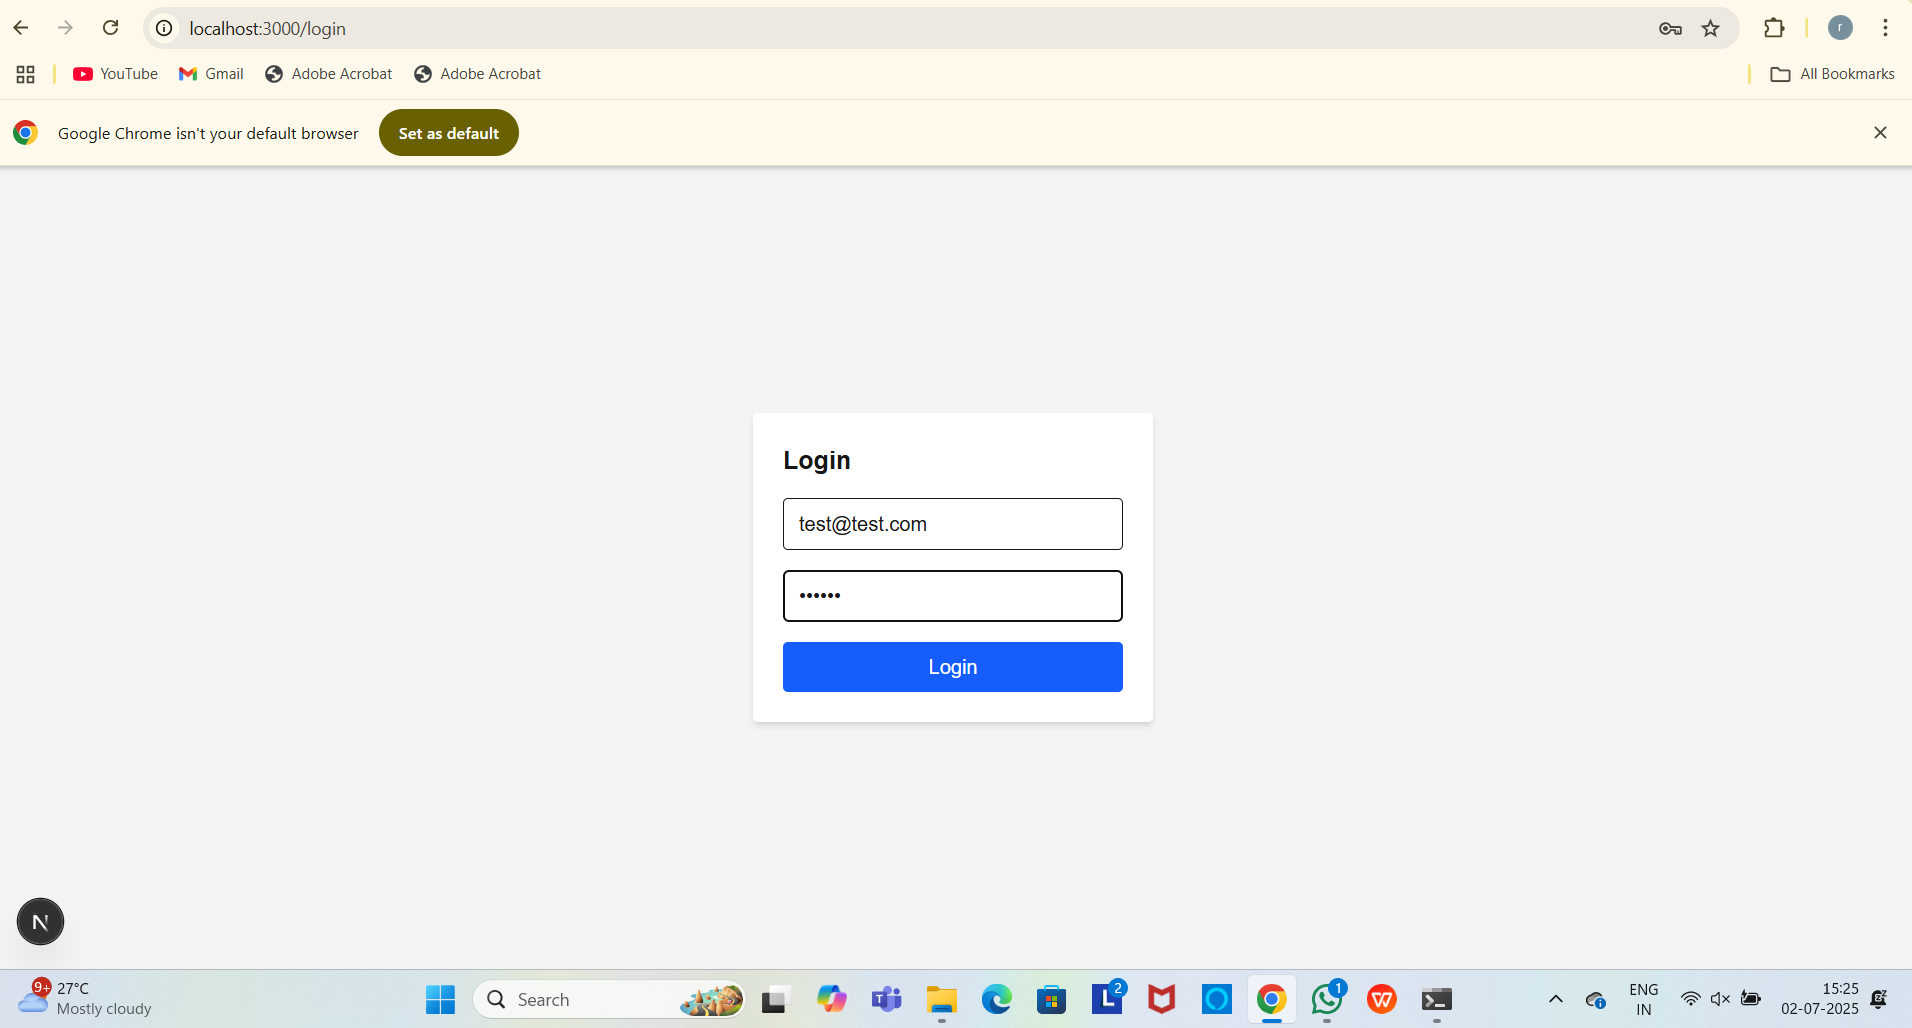 localhost:3000/login
r
YouTube
Gmail
Adobe Acrobat
Adobe Acrobat
All Bookmarks
Google Chrome isn't your default browser
Set as default
Login
test@test.com
••••••
Login
N
9+
27°C
Mostly cloudy
Search
T
L
2
1
W
ENG
IN
15:25
02-07-2025